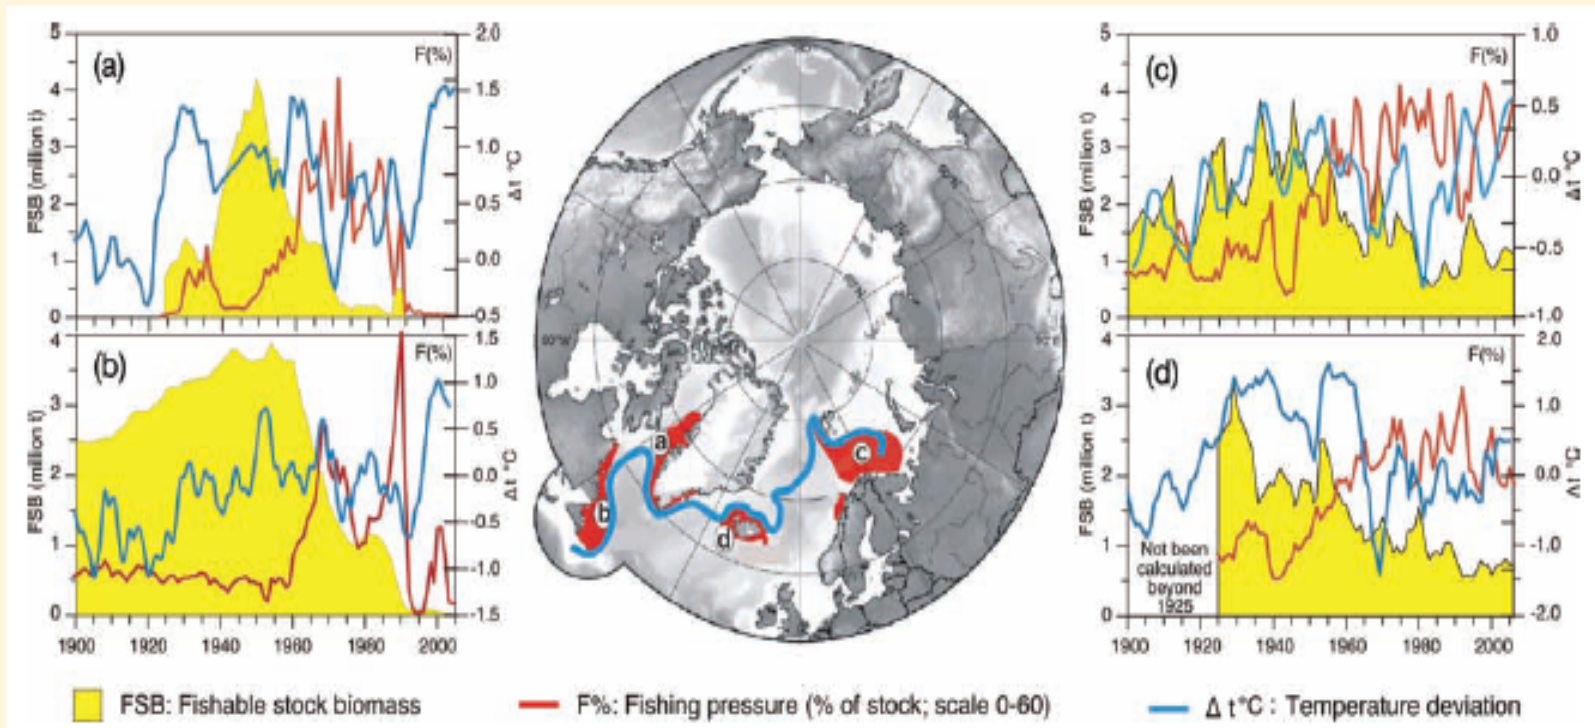 (a)
F(%)
FSB (million t)
5
4
3
2
1
0
2.0
1.5
1.0
0.5
0.0
-0.5
Δ t °C
(b)
F(%)
FSB (million t)
4
3
2
1
0
1.5
1.0
0.5
0.0
-0.5
-1.0
-1.5
Δ t °C
1900 1920 1940 1960 1980 2000
a
b
c
d
(c)
F(%)
FSB (million t)
5
4
3
2
1
0
1.0
0.5
0.0
-0.5
-1.0
Δ t °C
(d)
F(%)
FSB (million t)
4
3
2
1
0
2.0
1.0
0.0
-1.0
-2.0
Δ t °C
Not been
calculated
beyond
1925
1900 1920 1940 1960 1980 2000
FSB: Fishable stock biomass
F%: Fishing pressure (% of stock; scale 0-60)
Δ t °C : Temperature deviation